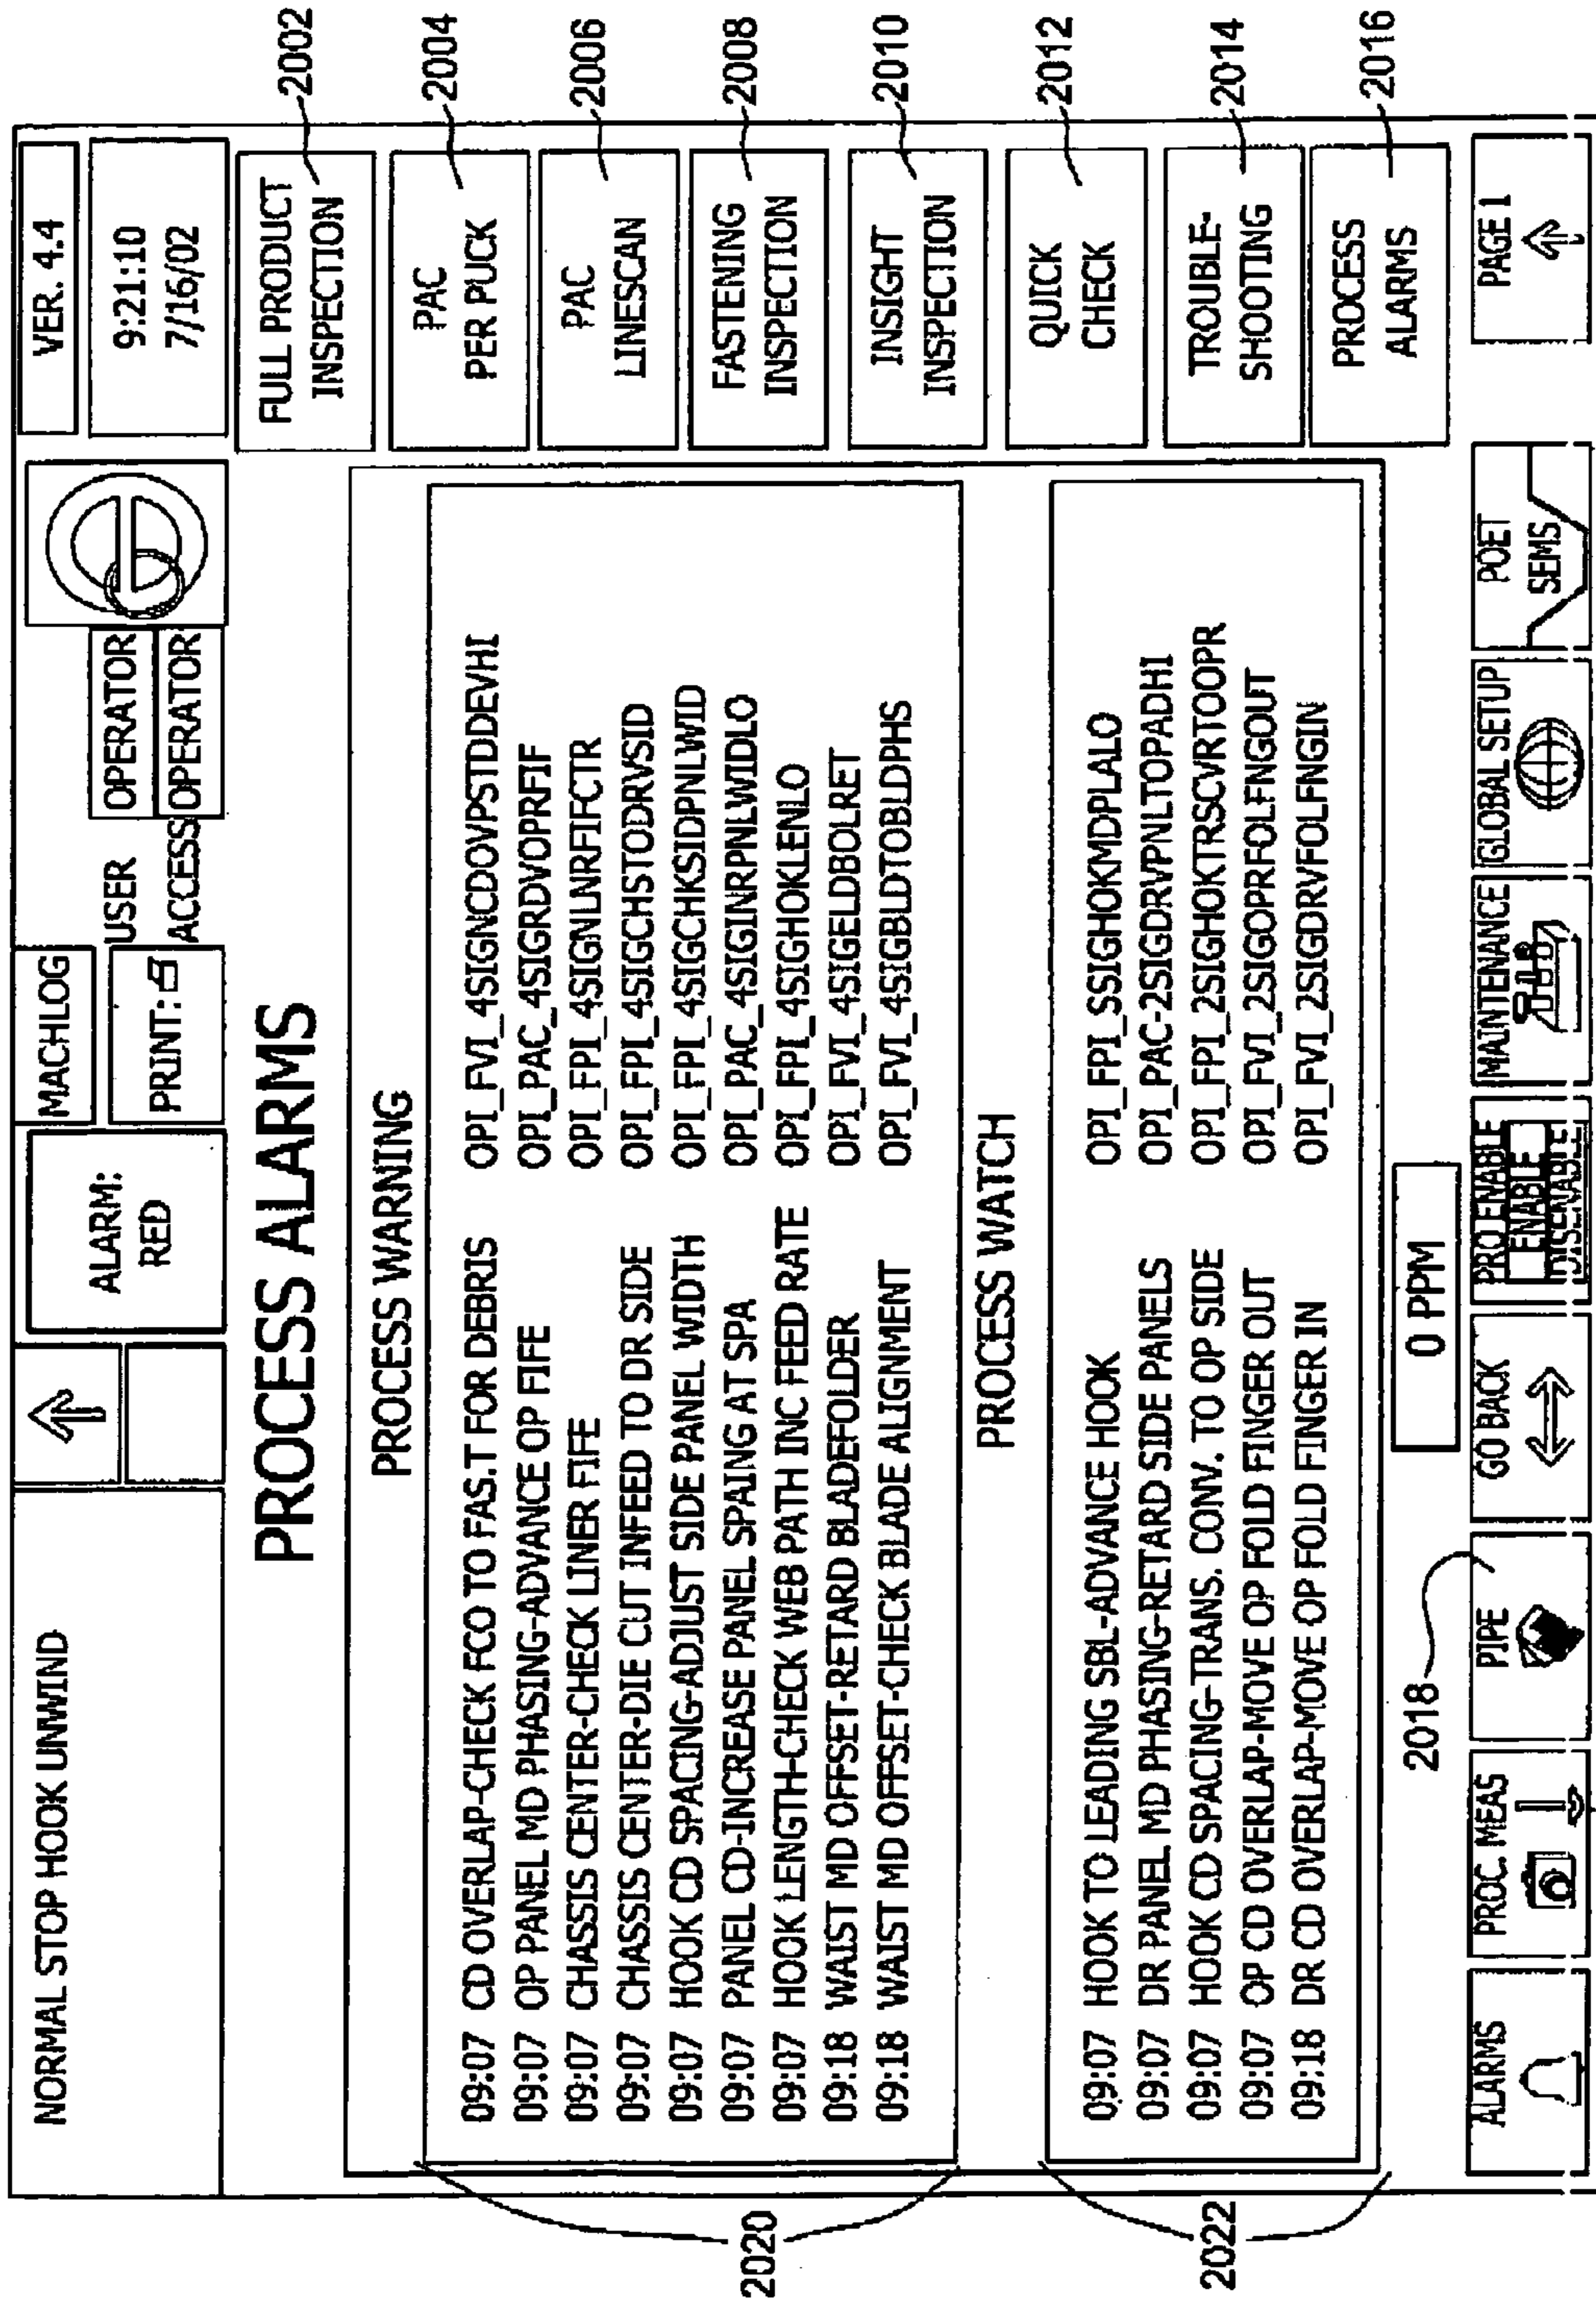 NORMAL STOP HOOK UNWIND
ALARM:
RED
MACHLOG
PRINT:
USER OPERATOR
ACCESS OPERATOR
VER. 4.4
9:21:10
7/16/02
PROCESS ALARMS
PROCESS WARNING
09:07 CD OVERLAP-CHECK FCO TO FAS.T FOR DEBRIS OPI_FVI_4SIGNCDOVPSTDDEVHI
09:07 OP PANEL MD PHASING-ADVANCE OP FIFE OPI_PAC_4SIGRDVOPRFIF
09:07 CHASSIS CENTER-CHECK LINER FIFE OPI_FPI_4SIGNLNRFIFCTR
09:07 CHASSIS CENTER-DIE CUT INFEED TO DR SIDE OPI_FPI_4SIGCHSTODRVSID
09:07 HOOK CD SPACING-ADJUST SIDE PANEL WIDTH OPI_FPI_4SIGCHKSIDPNLWID
09:07 PANEL CD-INCREASE PANEL SPAING AT SPA OPI_PAC_4SIGINRPNLWIDLO
09:07 HOOK LENGTH-CHECK WEB PATH INC FEED RATE OPI_FPI_4SIGHOKLENLO
09:18 WAIST MD OFFSET-RETARD BLADEFOLDER OPI_FVI_4SIGELDBOLRET
09:18 WAIST MD OFFSET-CHECK BLADE ALIGNMENT OPI_FVI_4SIGBLDTOBLDPHS
2020
PROCESS WATCH
09:07 HOOK TO LEADING SBL-ADVANCE HOOK OPI_FPI_SSIGHOKMDPLALO
09:07 DR PANEL MD PHASING-RETARD SIDE PANELS OPI_PAC-2SIGDRVPNLTOPADHI
09:07 HOOK CD SPACING-TRANS. CONV. TO OP SIDE OPI_FPI_2SIGHOKTRSCVRTOOPR
09:07 OP CD OVERLAP-MOVE OP FOLD FINGER OUT OPI_FVI_2SIGOPRFOLFNGOUT
09:18 DR CD OVERLAP-MOVE OP FOLD FINGER IN OPI_FVI_2SIGDRVFOLFNGIN
2022
0 PPM
FULL PRODUCT
INSPECTION
2002
PAC
PER PUCK
2004
PAC
LINESCAN
2006
FASTENING
INSPECTION
2008
INSIGHT
INSPECTION
2010
QUICK
CHECK
2012
TROUBLE-
SHOOTING
2014
PROCESS
ALARMS
2016
2018
ALARMS
PROC. MEAS
PIPE
GO BACK
PRO ENABLE
ENABLE
DISENABLE
MAINTENANCE
GLOBAL SETUP
POET
SEMS
PAGE 1